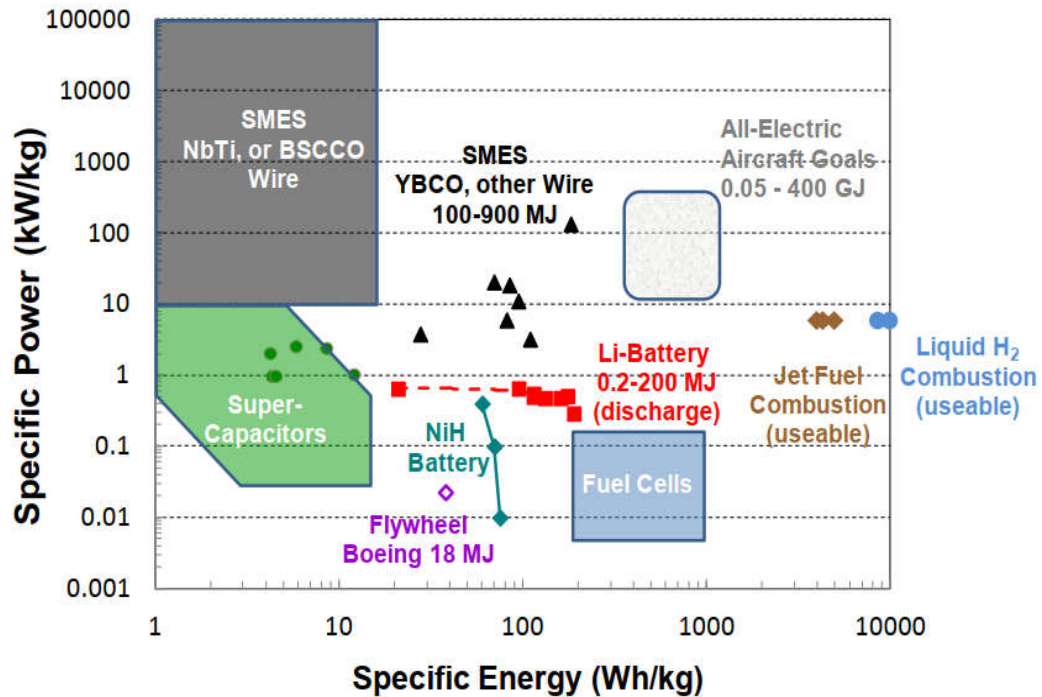 100000
10000
1000
100
10
1
0.1
0.01
0.001
Specific Power (kW/kg)
SMES
NbTi, or BSCCO
Wire
SMES
YBCO, other Wire
100-900 MJ
All-Electric
Aircraft Goals
0.05 - 400 GJ
Super-
Capacitors
Li-Battery
0.2-200 MJ
(discharge)
Jet Fuel
Combustion
(useable)
Liquid H₂
Combustion
(useable)
NiH
Battery
Fuel Cells
Flywheel
Boeing 18 MJ
1
10
100
1000
10000
Specific Energy (Wh/kg)